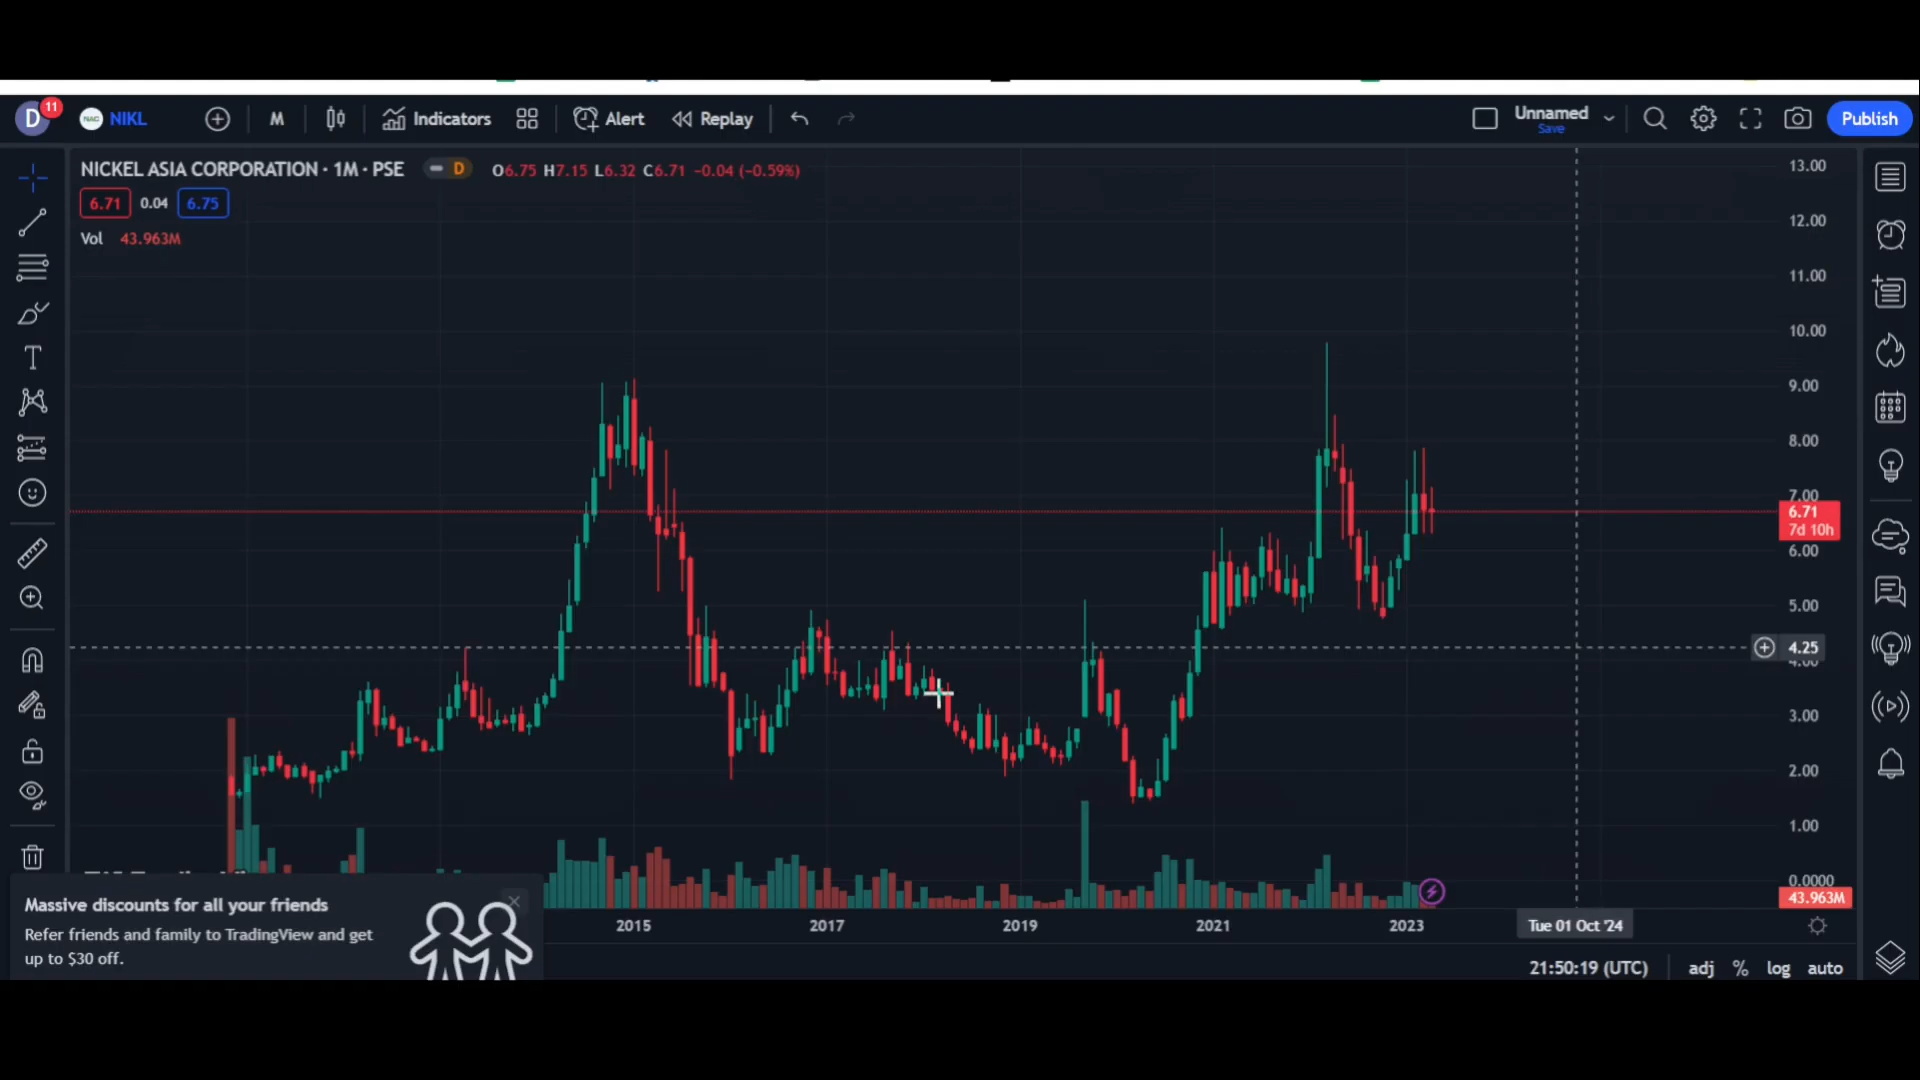 D 11 NAC NIKL M Indicators Alert Replay Unnamed Save Publish
NICKEL ASIA CORPORATION · 1M · PSE D O6.75 H7.15 L6.32 C6.71 −0.04 (−0.59%)
6.71 0.04 6.75
Vol 43.963M
13.00
12.00
11.00
10.00
9.00
8.00
7.00
6.71
7d 10h
6.00
5.00
4.25
4.00
3.00
2.00
1.00
0.0000
43.963M
2015 2017 2019 2021 2023 Tue 01 Oct '24
Massive discounts for all your friends
Refer friends and family to TradingView and get
up to $30 off.
21:50:19 (UTC) adj % log auto